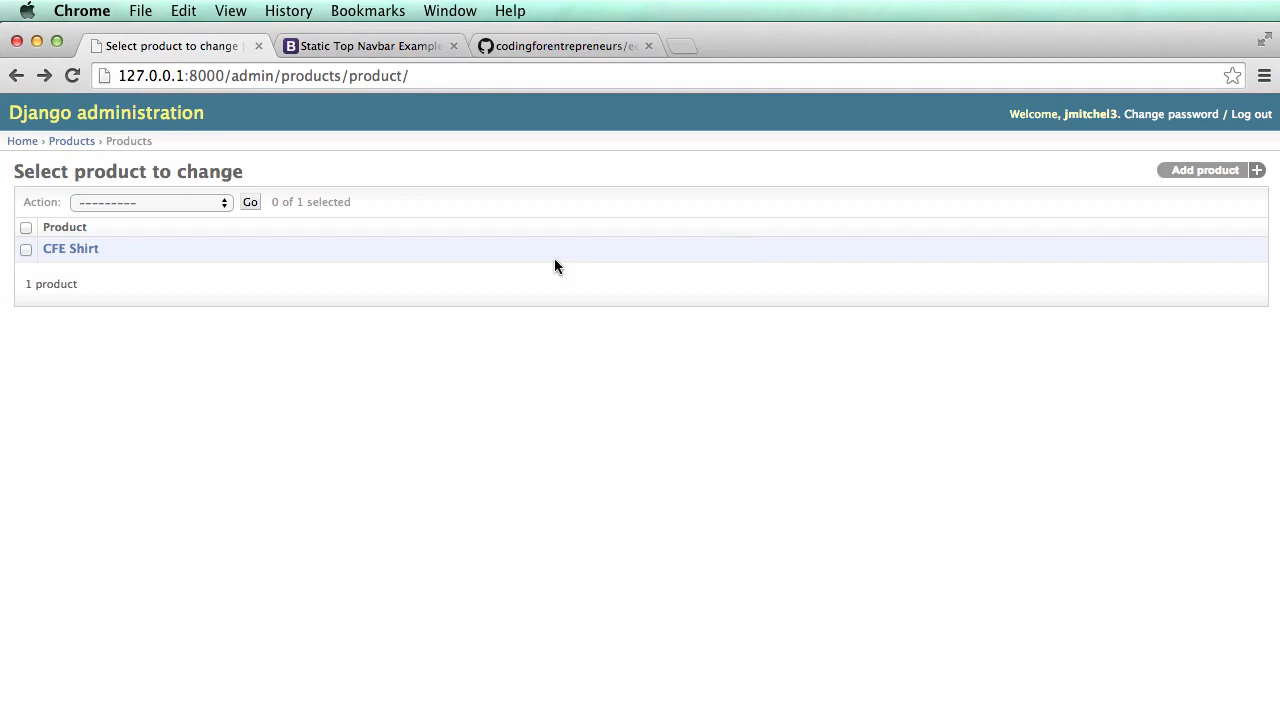 Chrome File Edit View History Bookmarks Window Help
Select product to change Static Top Navbar Example codingforentrepreneurs/e
127.0.0.1:8000/admin/products/product/
Django administration Welcome, jmitchel3. Change password / Log out
Home › Products › Products
Select product to change Add product +
Action: --------- Go 0 of 1 selected
Product
CFE Shirt
1 product